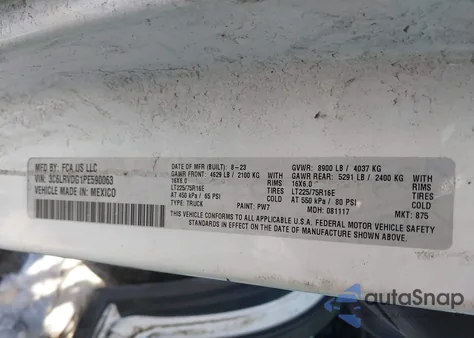 MFD BY: FCA US LLC
VIN: 3C6LRVDG1PE590063
VEHICLE MADE IN: MEXICO
DATE OF MFR (BUILT): 8-23
GAWR FRONT: 4629 LB / 2100 KG
16X6.0
LT225/75R16E
AT 450 kPa / 65 PSI
TYPE: TRUCK
RIMS
TIRES
COLD
PAINT: PW7
GVWR: 8900 LB / 4037 KG
GAWR REAR: 5291 LB / 2400 KG
16X6.0
LT225/75R16E
AT 550 kPa / 80 PSI
MDH: 081117
RIMS
TIRES
COLD
MKT: 875
THIS VEHICLE CONFORMS TO ALL APPLICABLE U.S.A. FEDERAL MOTOR VEHICLE SAFETY
STANDARDS IN EFFECT ON THE DATE OF MANUFACTURE SHOWN ABOVE.
autoSnap